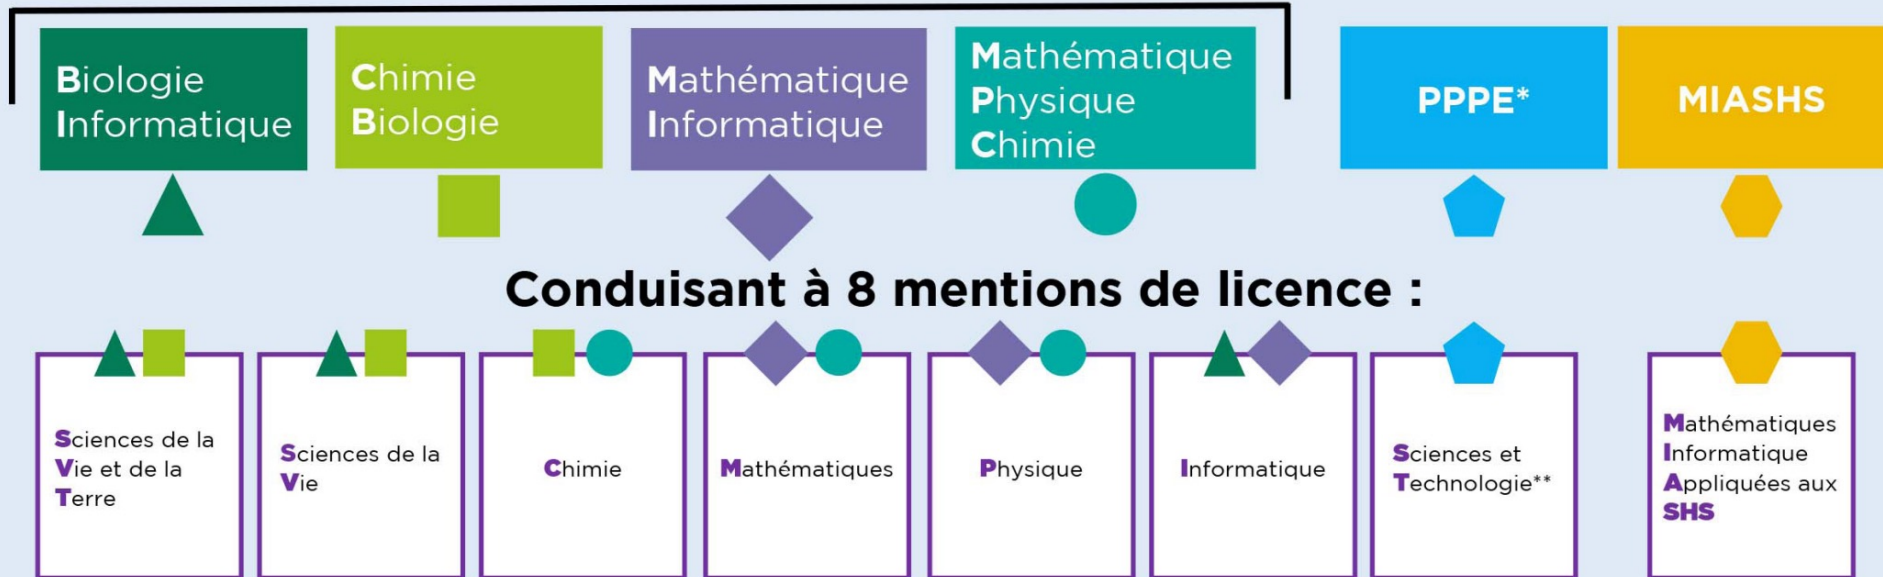 Biologie
Informatique
Chimie
Biologie
Mathématique
Informatique
Mathématique
Physique
Chimie
PPPE*
MIASHS
Conduisant à 8 mentions de licence :
Sciences de la
Vie et de la
Terre
Sciences de la
Vie
Chimie
Mathématiques
Physique
Informatique
Sciences et
Technologie**
Mathématiques
Informatique
Appliquées aux
SHS